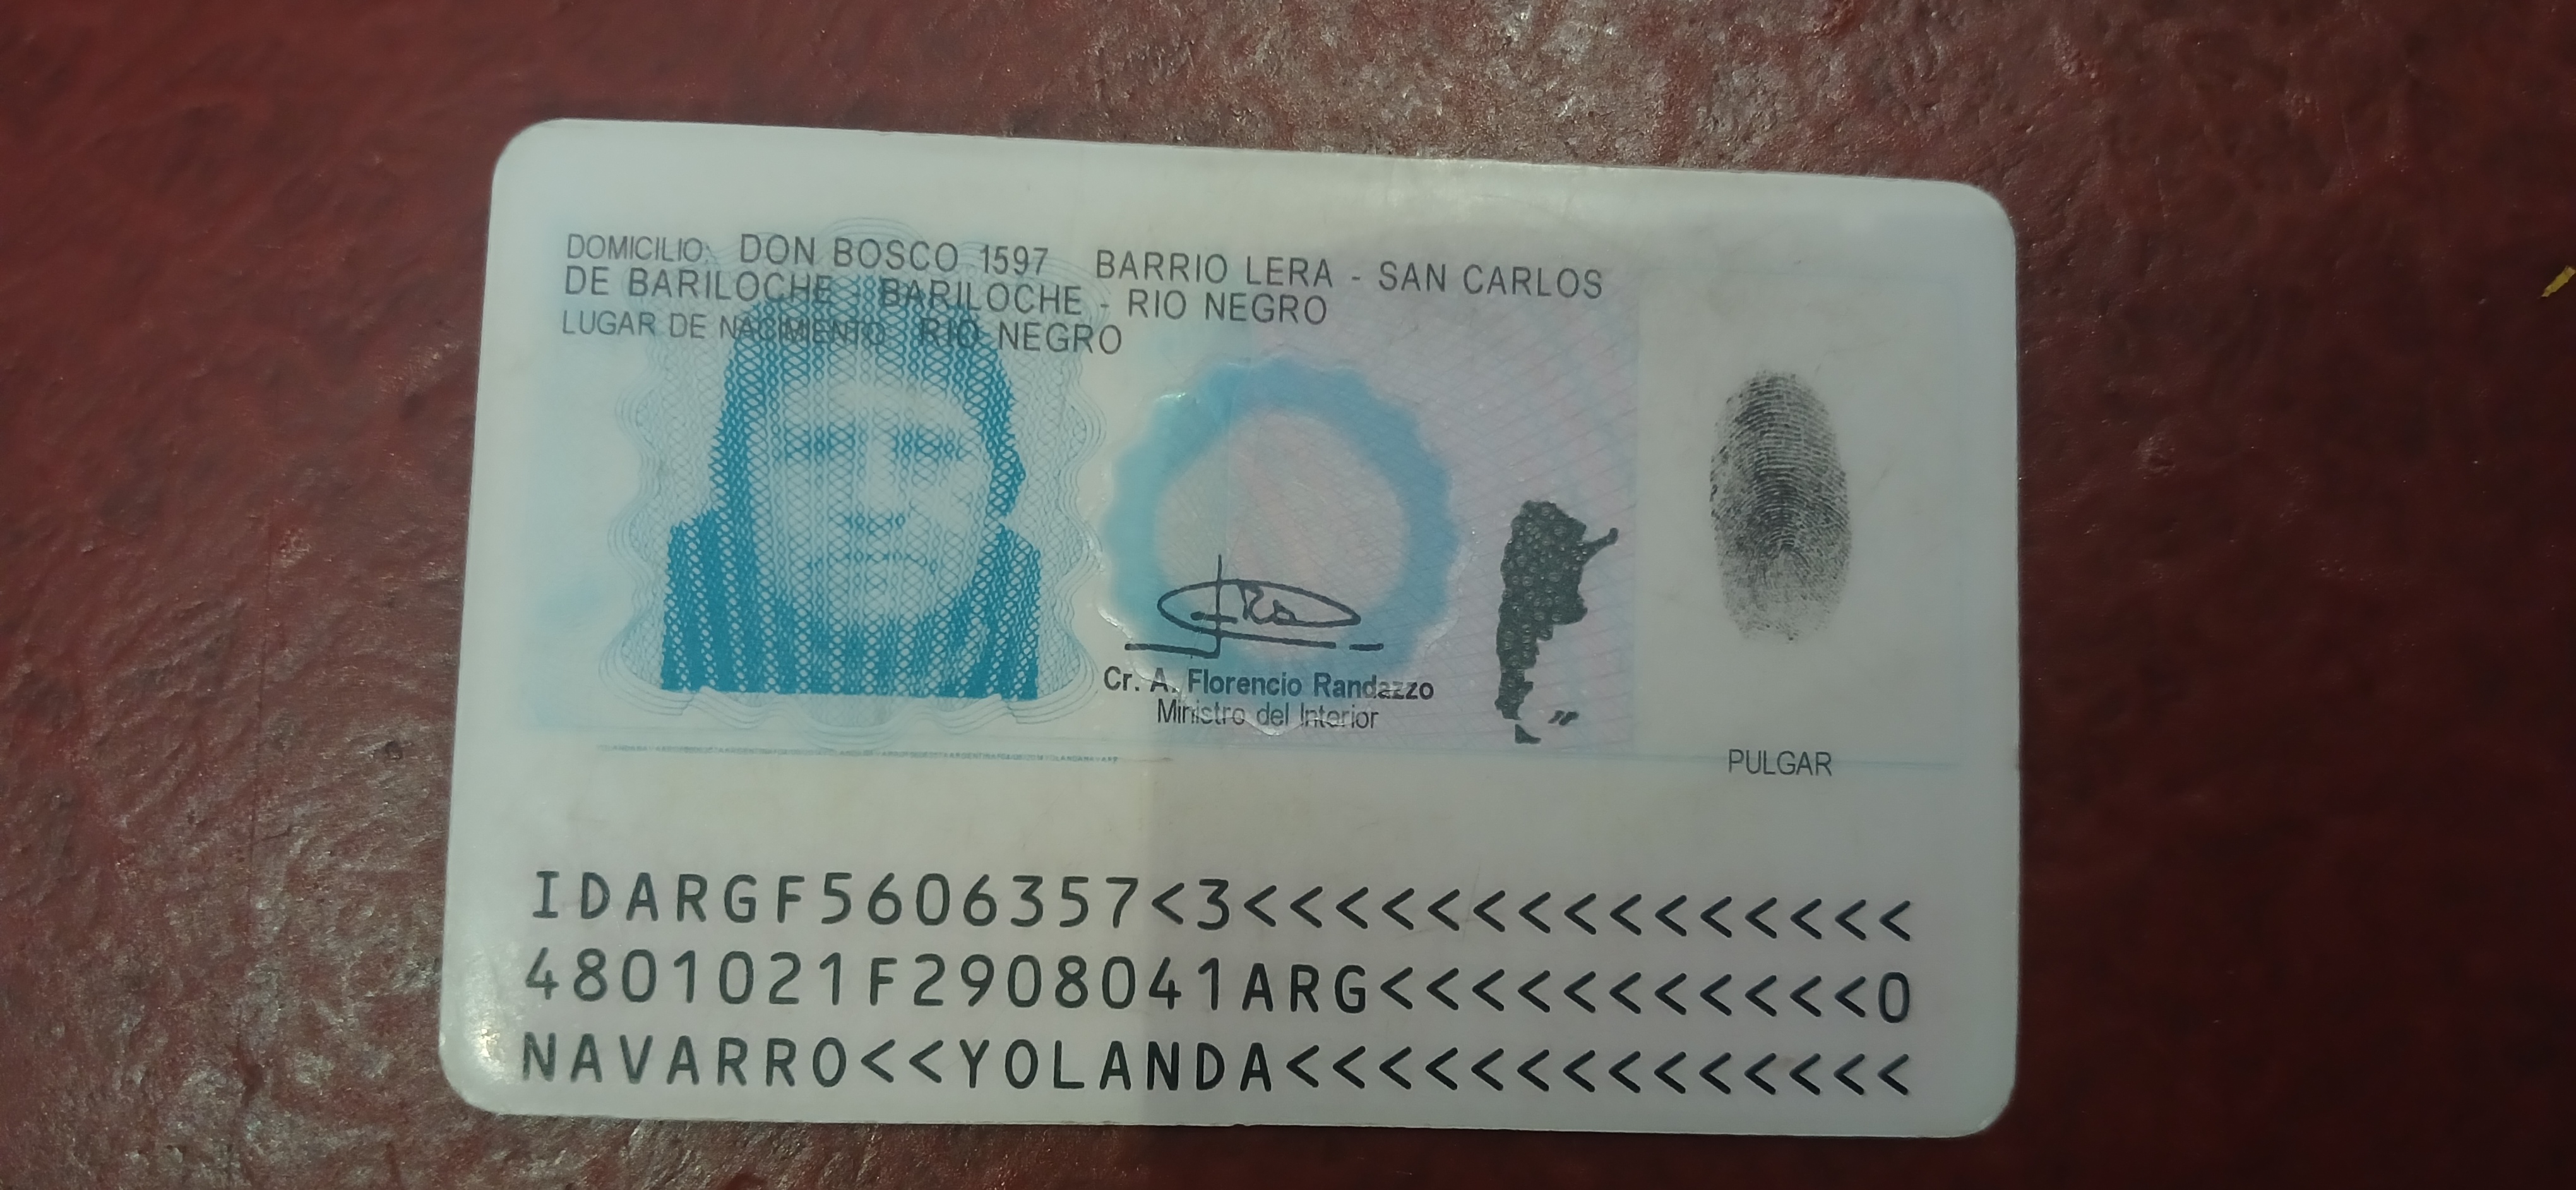 DOMICILIO: DON BOSCO 1597 BARRIO LERA - SAN CARLOS
DE BARILOCHE - BARILOCHE - RIO NEGRO
LUGAR DE NACIMIENTO: RIO NEGRO
Cr. A. Florencio Randazzo
Ministro del Interior
PULGAR
IDARGF5606357<3<<<<<<<<<<<<<<<
4801021F2908041ARG<<<<<<<<<<<0
NAVARRO<<YOLANDA<<<<<<<<<<<<<<